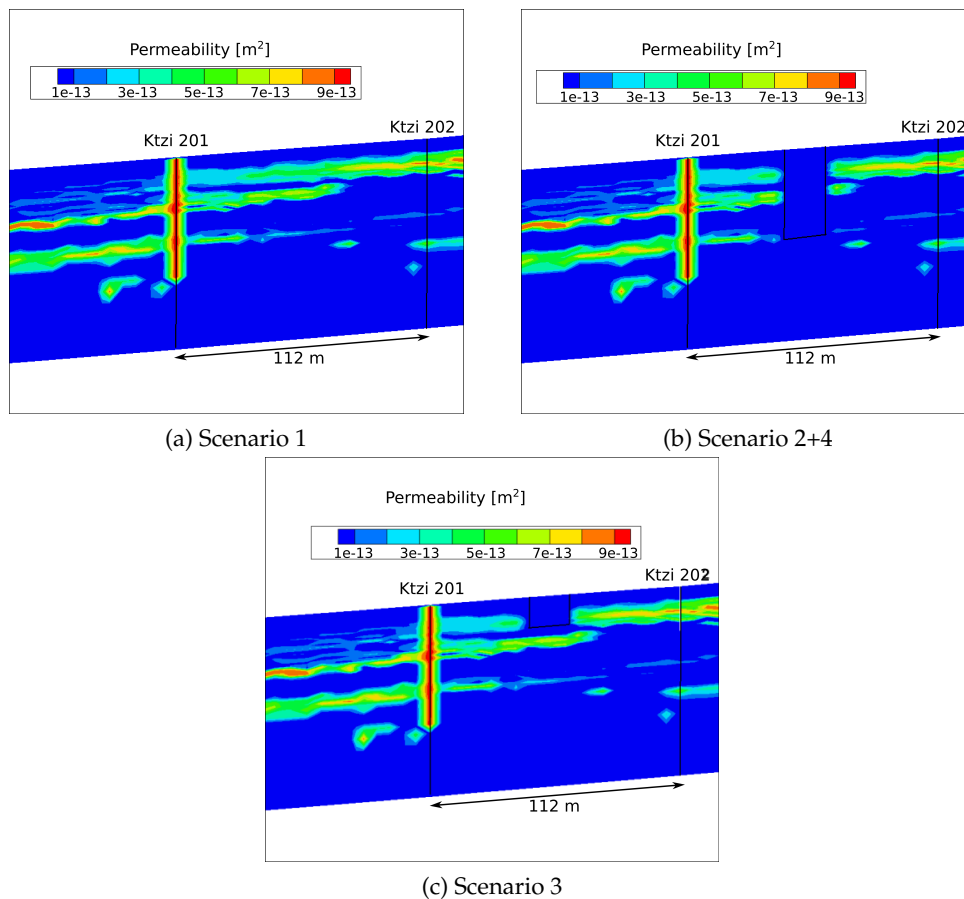 Permeability [m²]
1e-13 3e-13 5e-13 7e-13 9e-13
Ktzi 201
Ktzi 202
112 m
(a) Scenario 1
Permeability [m²]
1e-13 3e-13 5e-13 7e-13 9e-13
Ktzi 201
Ktzi 202
112 m
(b) Scenario 2+4
Permeability [m²]
1e-13 3e-13 5e-13 7e-13 9e-13
Ktzi 201
Ktzi 202
112 m
(c) Scenario 3